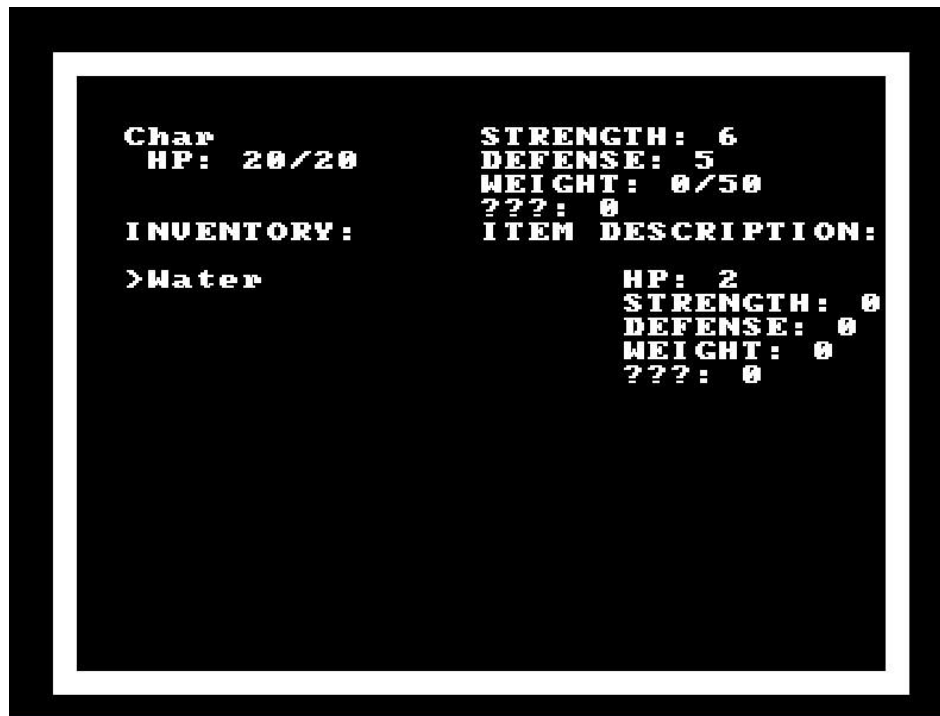 Char STRENGTH: 6
HP: 20/20 DEFENSE: 5
WEIGHT: 0/50
???: 0
INVENTORY: ITEM DESCRIPTION:
>Water HP: 2
STRENGTH: 0
DEFENSE: 0
WEIGHT: 0
???: 0